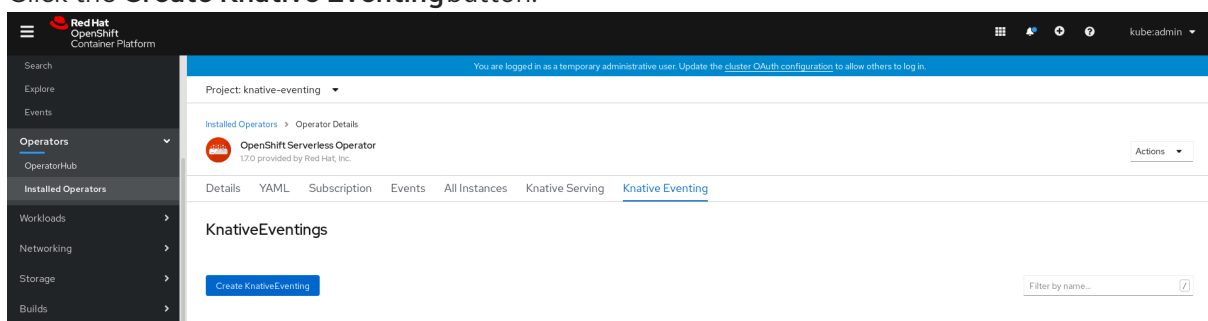 Click the Create Knative Eventing button.
Red Hat
OpenShift
Container Platform
kube:admin
Search
Explore
Events
Operators
OperatorHub
Installed Operators
Workloads
Networking
Storage
Builds
You are logged in as a temporary administrative user. Update the cluster OAuth configuration to allow others to log in.
Project: knative-eventing
Installed Operators > Operator Details
OpenShift Serverless Operator
1.7.0 provided by Red Hat, Inc.
Actions
Details YAML Subscription Events All Instances Knative Serving Knative Eventing
KnativeEventings
Create KnativeEventing
Filter by name...
/